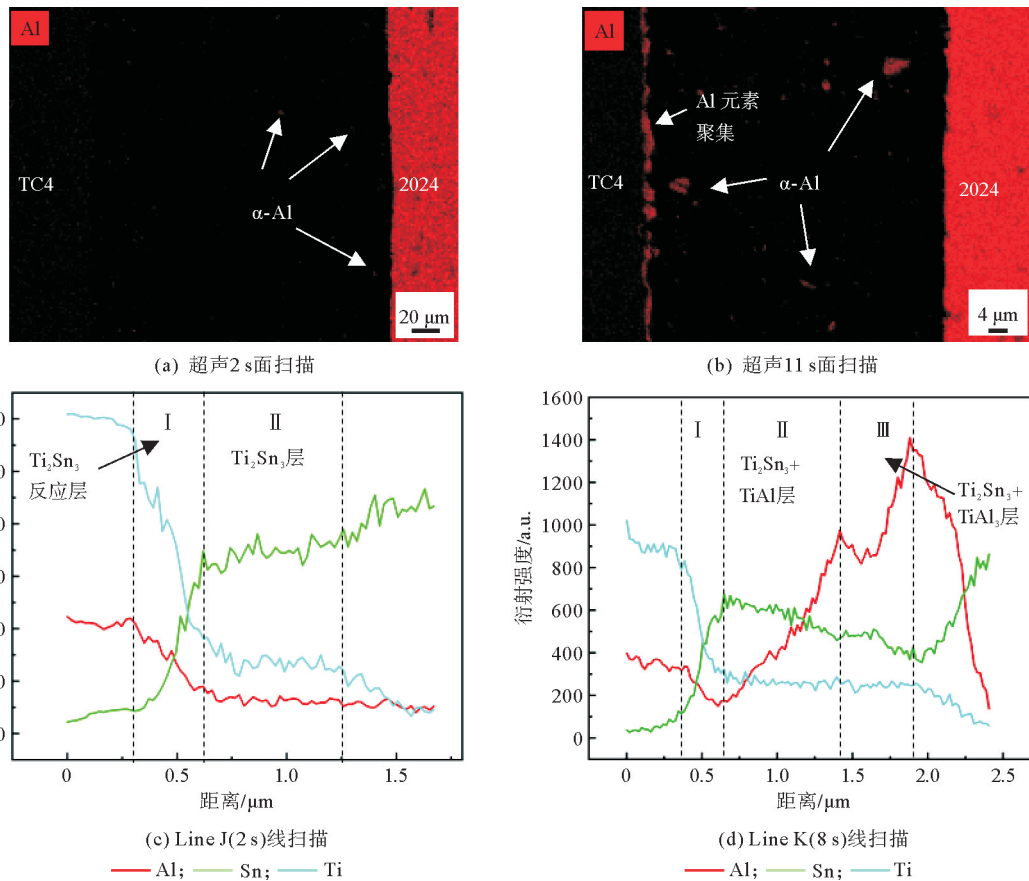 Al
TC4
α-Al
2024
20 μm
(a) 超声2 s面扫描
Al
Al 元素
聚集
TC4
α-Al
2024
4 μm
(b) 超声11 s面扫描
Ⅰ
Ⅱ
Ti₂Sn₃
反应层
Ti₂Sn₃层
0
0.5
1.0
1.5
距离/μm
(c) Line J(2 s)线扫描
Al; Sn; Ti
1600
1400
1200
1000
800
600
400
200
0
衍射强度/a.u.
Ⅰ
Ⅱ
Ⅲ
Ti₂Sn₃+
TiAl层
Ti₂Sn₃+
TiAl₃层
0
0.5
1.0
1.5
2.0
2.5
距离/μm
(d) Line K(8 s)线扫描
Al; Sn; Ti